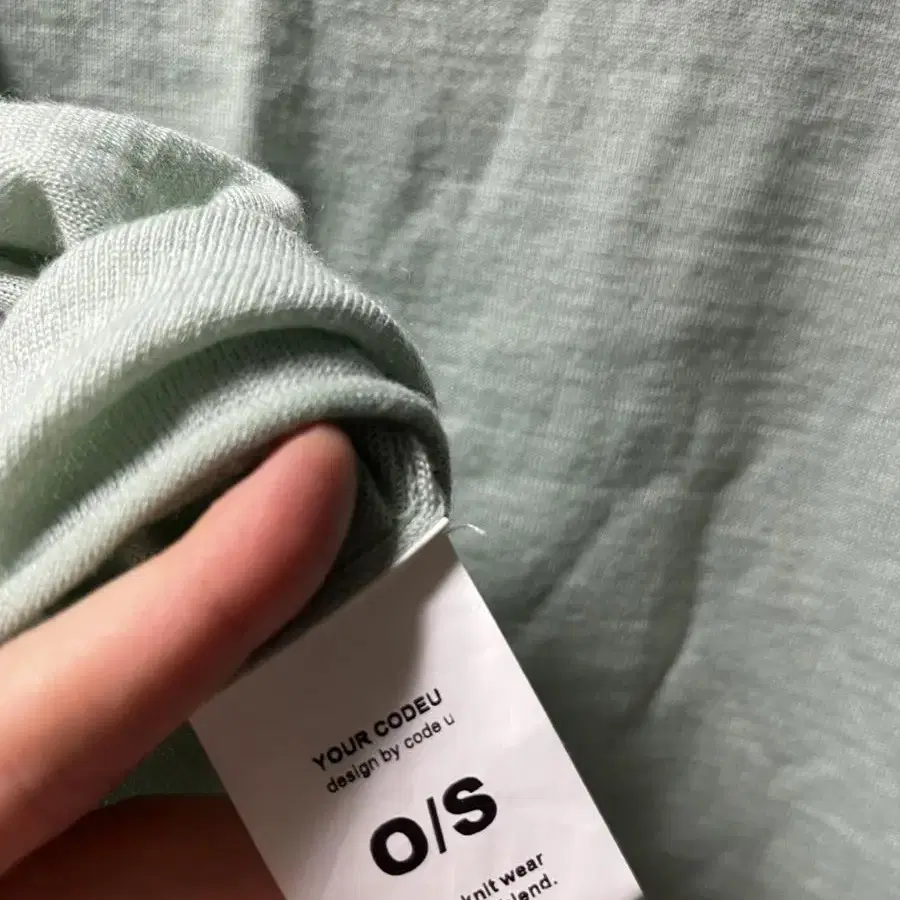 YOUR CODEU
design by code u
O/S
knit wear